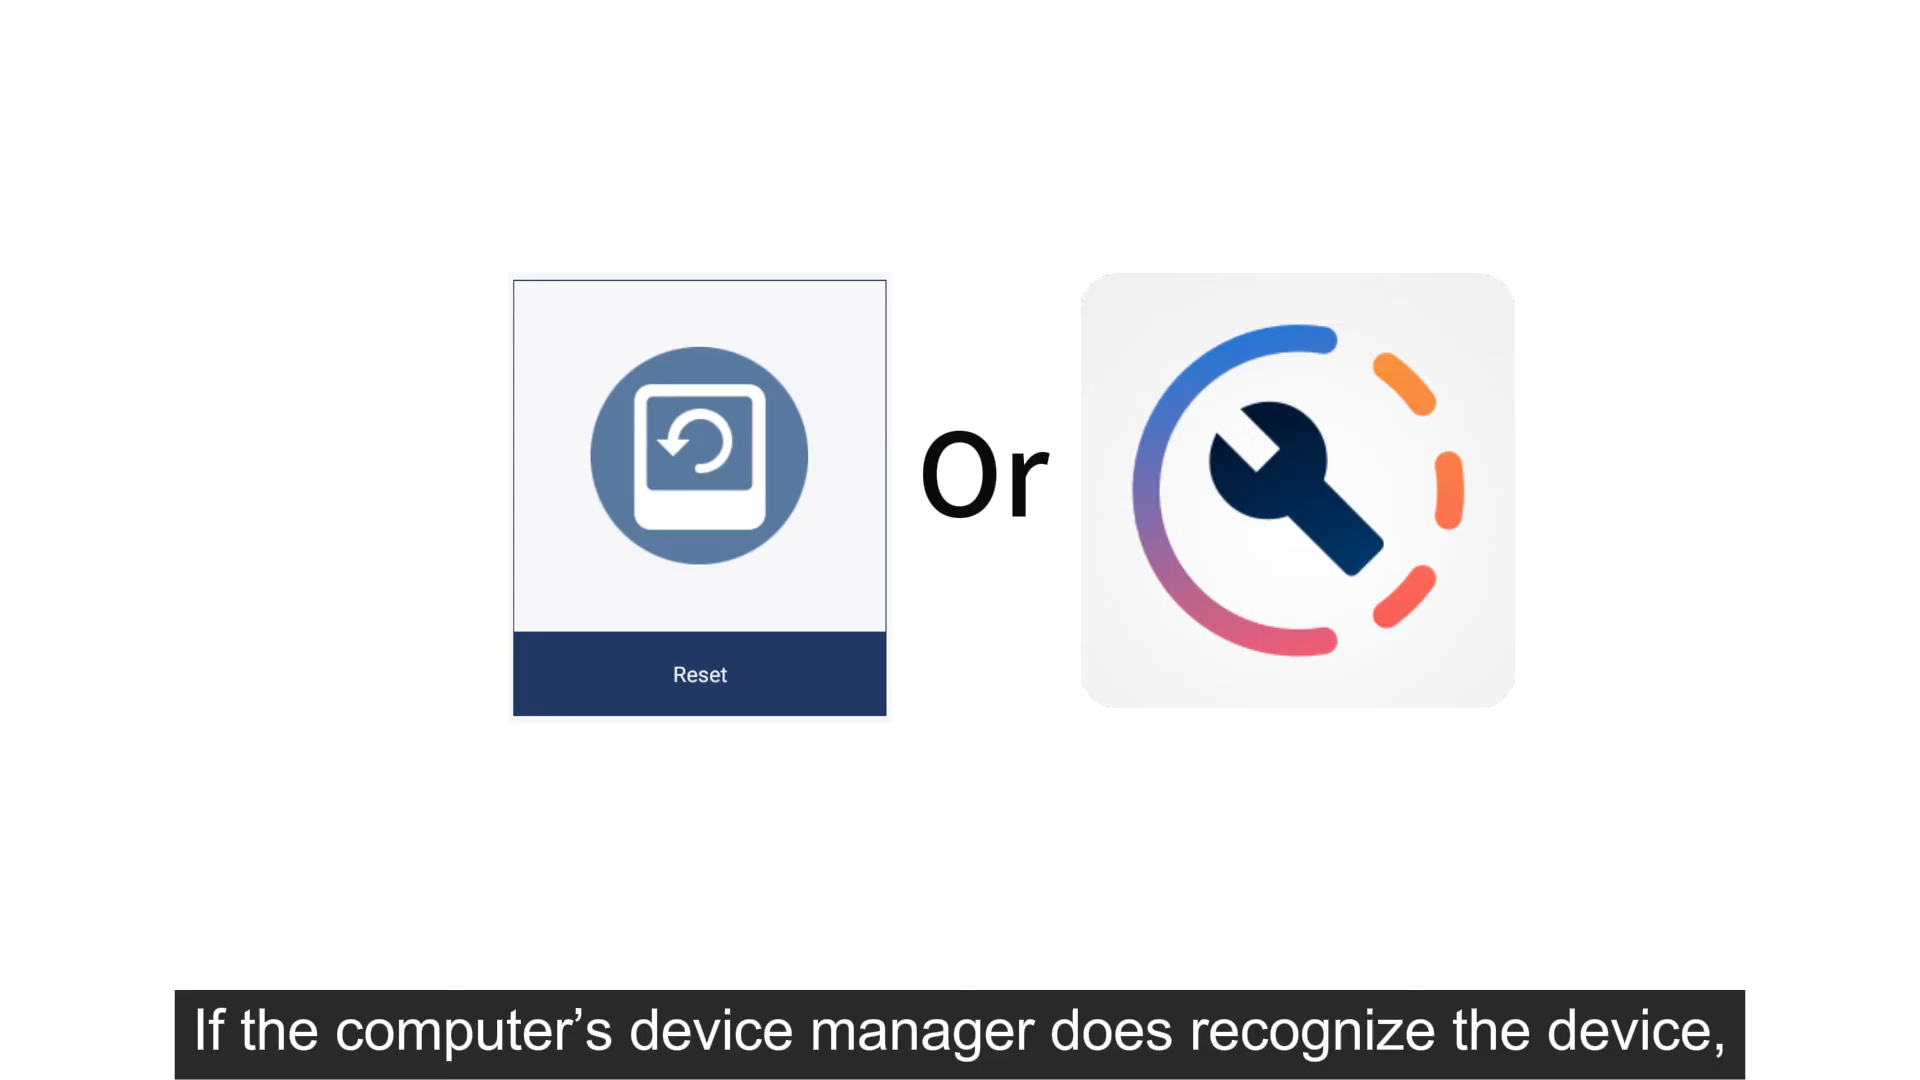 Or
Reset
If the computer’s device manager does recognize the device,